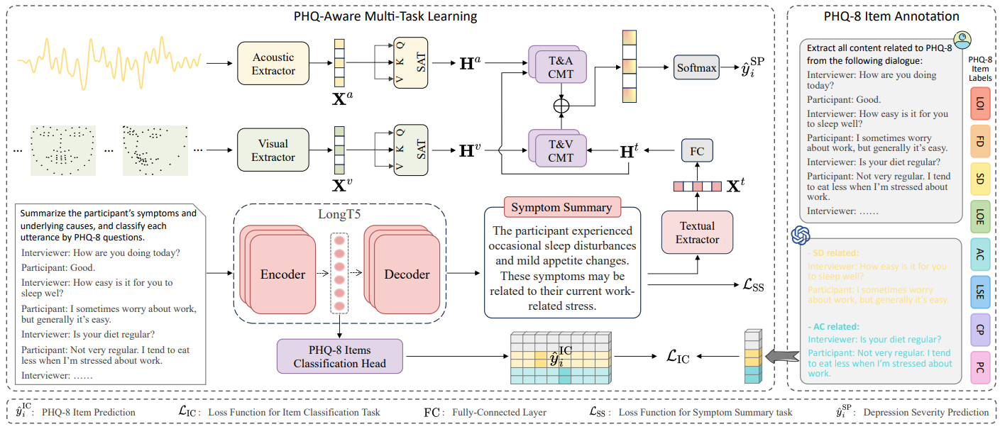 PHQ-Aware Multi-Task Learning
Acoustic
Extractor
X^a
Q
K
V
SAT
H^a
T&A
CMT
Softmax
ŷ_i^SP
...
...
...
Visual
Extractor
X^v
Q
K
V
SAT
H^v
T&V
CMT
H^t
FC
X^t
Textual
Extractor
Summarize the participant's symptoms and
underlying causes, and classify each
utterance by PHQ-8 questions.
Interviewer: How are you doing today?
Participant: Good.
Interviewer: How easy is it for you to
sleep wel?
Participant: I sometimes worry about work,
but generally it's easy.
Interviewer: Is your diet regular?
Participant: Not very regular. I tend to eat
less when I'm stressed about work.
Interviewer: ……
LongT5
Encoder
Decoder
Symptom Summary
The participant experienced
occasional sleep disturbances
and mild appetite changes.
These symptoms may be
related to their current work-
related stress.
ℒ_SS
PHQ-8 Items
Classification Head
ŷ_i^IC
ℒ_IC
PHQ-8 Item Annotation
Extract all content related to PHQ-8
from the following dialogue:
Interviewer: How are you doing
today?
Participant: Good.
Interviewer: How easy is it for you
to sleep well?
Participant: I sometimes worry
about work, but generally it's easy.
Interviewer: Is your diet regular?
Participant: Not very regular. I tend
to eat less when I'm stressed about
work.
Interviewer: ……
- SD related:
Interviewer: How easy is it for you
to sleep well?
Participant: I sometimes worry
about work, but generally it's easy.
- AC related:
Interviewer: Is your diet regular?
Participant: Not very regular. I tend
to eat less when I'm stressed about
work.
PHQ-8
Item
Labels
LOI
FD
SD
LOE
AC
LSE
CP
PC
ŷ_i^IC: PHQ-8 Item Prediction
ℒ_IC: Loss Function for Item Classification Task
FC: Fully-Connected Layer
ℒ_SS: Loss Function for Symptom Summary task
ŷ_i^SP: Depression Severity Prediction